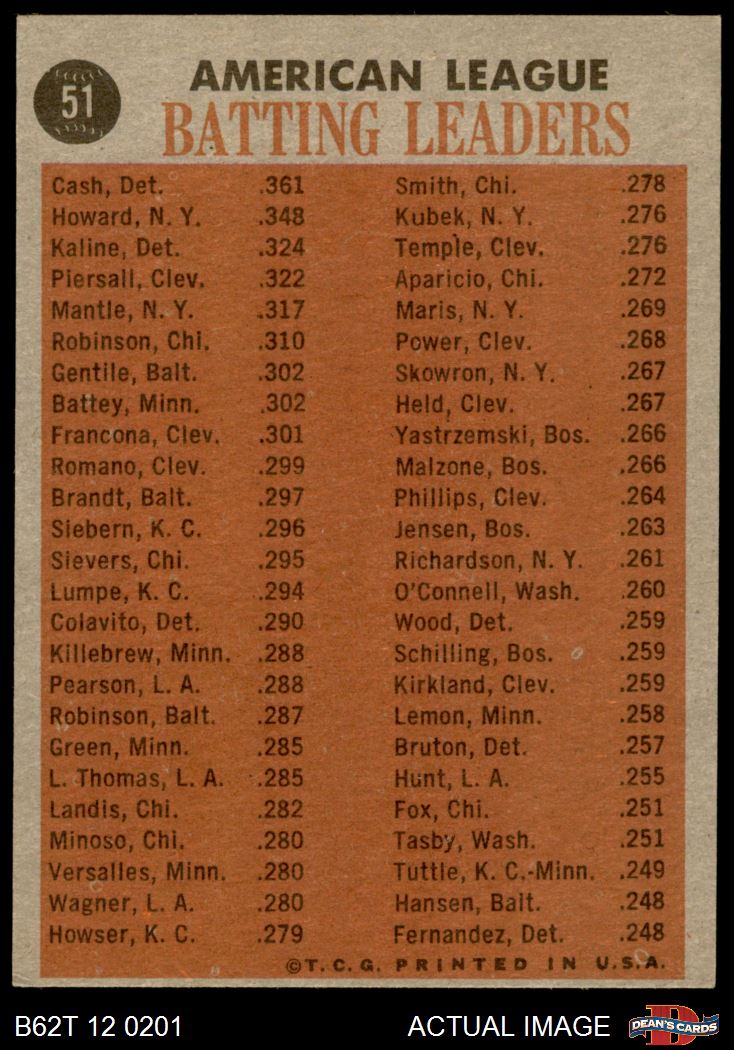 51
AMERICAN LEAGUE
BATTING LEADERS
Cash, Det. .361
Howard, N. Y. .348
Kaline, Det. .324
Piersall, Clev. .322
Mantle, N. Y. .317
Robinson, Chi. .310
Gentile, Balt. .302
Battey, Minn. .302
Francona, Clev. .301
Romano, Clev. .299
Brandt, Balt. .297
Siebern, K. C. .296
Sievers, Chi. .295
Lumpe, K. C. .294
Colavito, Det. .290
Killebrew, Minn. .288
Pearson, L. A. .288
Robinson, Balt. .287
Green, Minn. .285
L. Thomas, L. A. .285
Landis, Chi. .282
Minoso, Chi. .280
Versalles, Minn. .280
Wagner, L. A. .280
Howser, K. C. .279
Smith, Chi. .278
Kubek, N. Y. .276
Temple, Clev. .276
Aparicio, Chi. .272
Maris, N. Y. .269
Power, Clev. .268
Skowron, N. Y. .267
Held, Clev. .267
Yastrzemski, Bos. .266
Malzone, Bos. .266
Phillips, Clev. .264
Jensen, Bos. .263
Richardson, N. Y. .261
O'Connell, Wash. .260
Wood, Det. .259
Schilling, Bos. .259
Kirkland, Clev. .259
Lemon, Minn. .258
Bruton, Det. .257
Hunt, L. A. .255
Fox, Chi. .251
Tasby, Wash. .251
Tuttle, K. C.-Minn. .249
Hansen, Balt. .248
Fernandez, Det. .248
©T.C.G. PRINTED IN U.S.A.
B62T 12 0201
ACTUAL IMAGE
D
DEAN'S CARDS